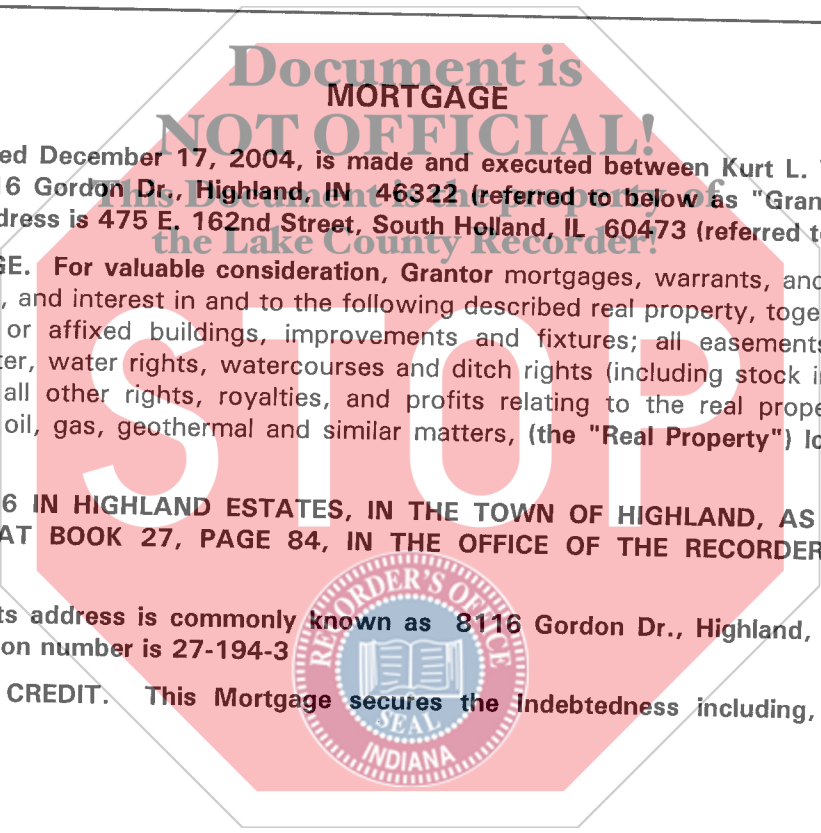 Document is
MORTGAGE
NOT OFFICIAL!
ed December 17, 2004, is made and executed between Kurt L.
16 Gordon Dr., Highland, IN 46322 (referred to below as "Gran
This Document is the property of
dress is 475 E. 162nd Street, South Holland, IL 60473 (referred t
the Lake County Recorder!
GE. For valuable consideration, Grantor mortgages, warrants, and
, and interest in and to the following described real property, toge
or affixed buildings, improvements and fixtures; all easements
ter, water rights, watercourses and ditch rights (including stock i
all other rights, royalties, and profits relating to the real prope
oil, gas, geothermal and similar matters, (the "Real Property") lo
STOP
6 IN HIGHLAND ESTATES, IN THE TOWN OF HIGHLAND, AS
AT BOOK 27, PAGE 84, IN THE OFFICE OF THE RECORDER
ts address is commonly known as 8116 Gordon Dr., Highland,
on number is 27-194-3
CREDIT. This Mortgage secures the Indebtedness including,
RECORDER'S OFFICE
SEAL
INDIANA